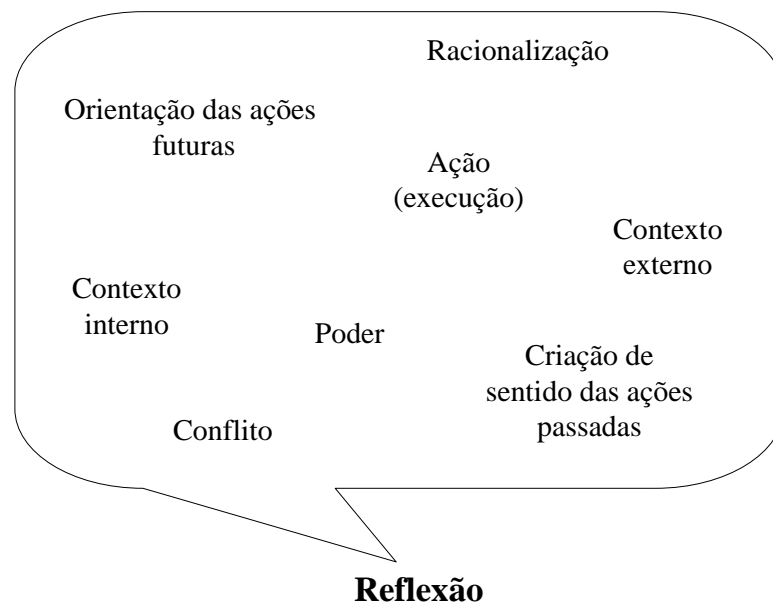 Racionalização
Orientação das ações
futuras
Ação
(execução)
Contexto
externo
Contexto
interno
Poder
Criação de
sentido das ações
passadas
Conflito
Reflexão